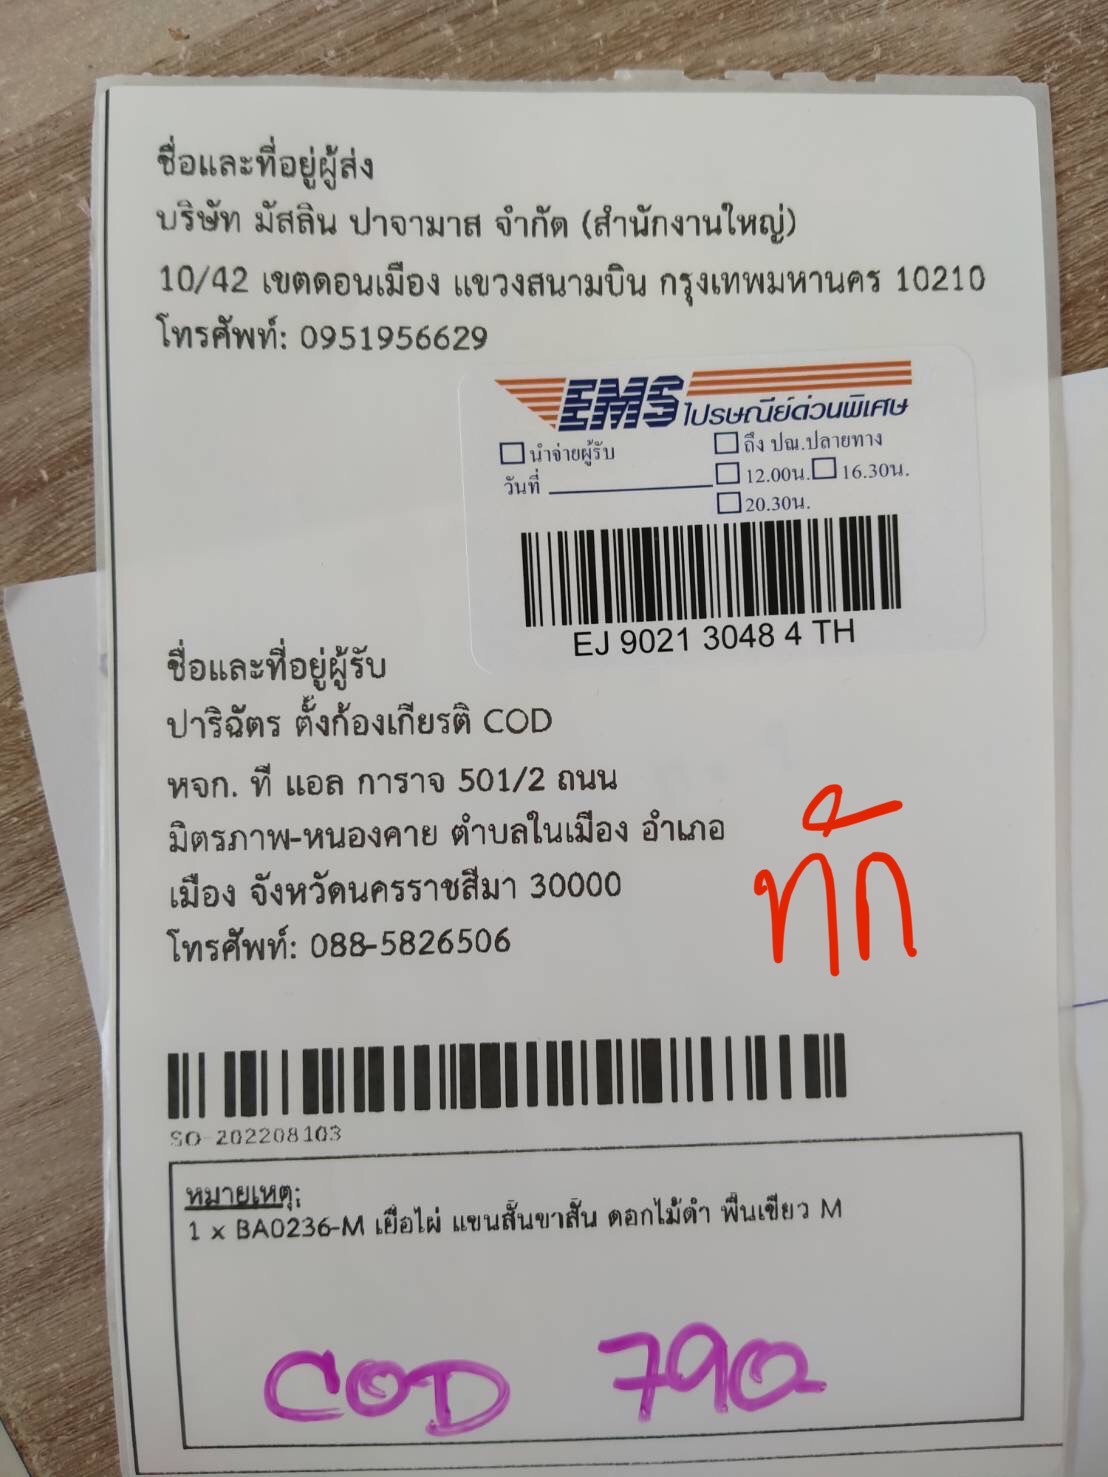 ชื่อและที่อยู่ผู้ส่ง
บริษัท มัสลิน ปาจามาส จำกัด (สำนักงานใหญ่)
10/42 เขตดอนเมือง แขวงสนามบิน กรุงเทพมหานคร 10210
โทรศัพท์: 0951956629
EMS ไปรษณีย์ด่วนพิเศษ
นำจ่ายผู้รับ ถึง ปณ.ปลายทาง
วันที่ 12.00น. 16.30น.
20.30น.
EJ 9021 3048 4 TH
ชื่อและที่อยู่ผู้รับ
ปาริฉัตร ตั้งก้องเกียรติ COD
หจก. ที แอล การาจ 501/2 ถนน
มิตรภาพ-หนองคาย ตำบลในเมือง อำเภอ
เมือง จังหวัดนครราชสีมา 30000
โทรศัพท์: 088-5826506
ทัก
SO-202208103
หมายเหตุ:
1 x BA0236-M เยื่อไผ่ แขนสั้นขาสั้น ดอกไม้ดำ พื้นเขียว M
COD 790